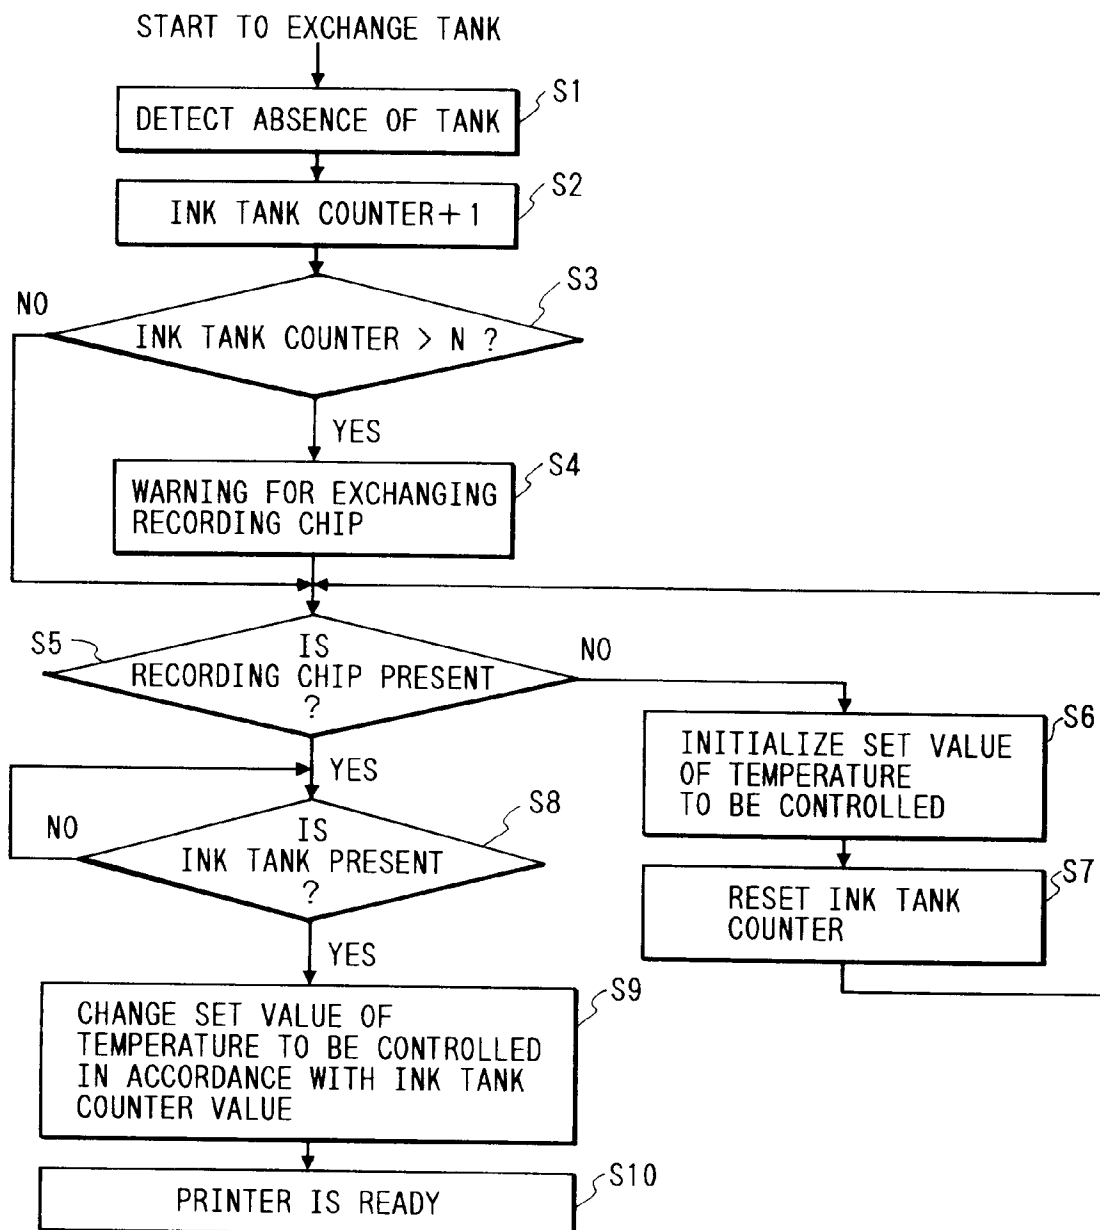 START TO EXCHANGE TANK
S1
DETECT ABSENCE OF TANK
S2
INK TANK COUNTER+1
S3
NO
INK TANK COUNTER > N ?
YES
S4
WARNING FOR EXCHANGING
RECORDING CHIP
S5
IS
RECORDING CHIP PRESENT
?
NO
YES
S6
INITIALIZE SET VALUE
OF TEMPERATURE
TO BE CONTROLLED
S7
RESET INK TANK
COUNTER
S8
NO
IS
INK TANK PRESENT
?
YES
S9
CHANGE SET VALUE OF
TEMPERATURE TO BE CONTROLLED
IN ACCORDANCE WITH INK TANK
COUNTER VALUE
S10
PRINTER IS READY